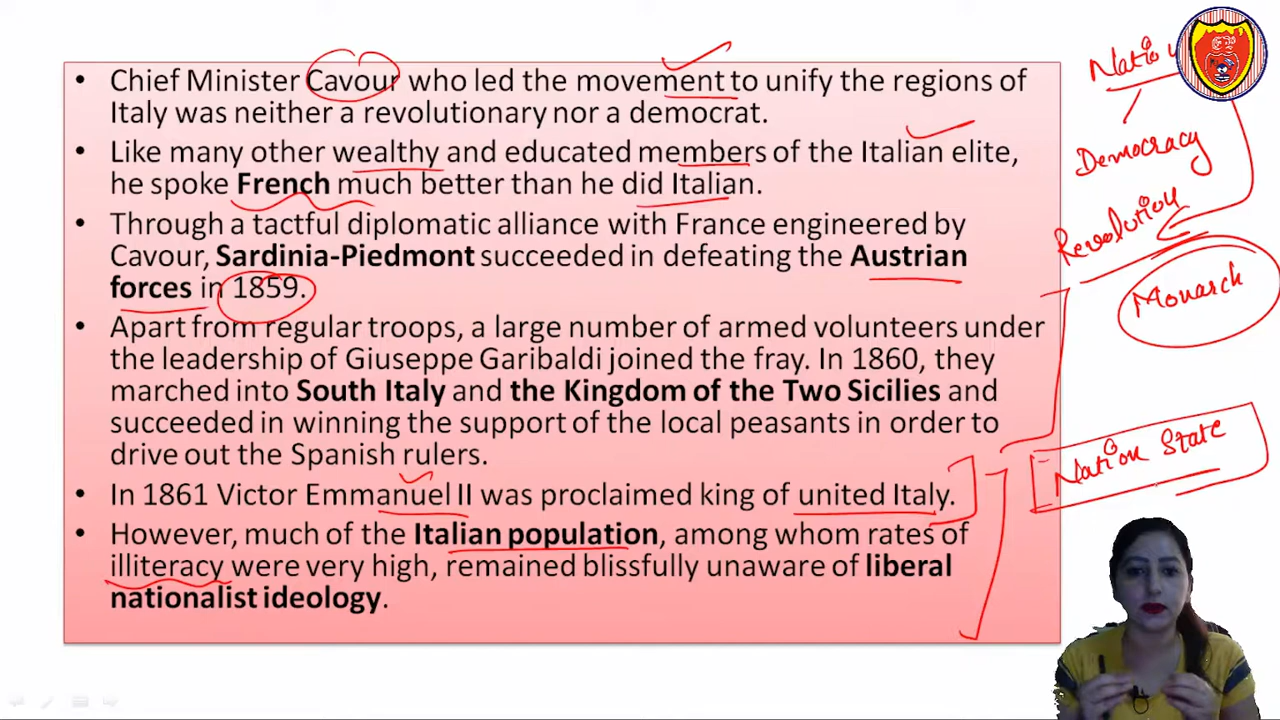 • Chief Minister Cavour who led the movement to unify the regions of
Italy was neither a revolutionary nor a democrat.
• Like many other wealthy and educated members of the Italian elite,
he spoke French much better than he did Italian.
• Through a tactful diplomatic alliance with France engineered by
Cavour, Sardinia-Piedmont succeeded in defeating the Austrian
forces in 1859.
• Apart from regular troops, a large number of armed volunteers under
the leadership of Giuseppe Garibaldi joined the fray. In 1860, they
marched into South Italy and the Kingdom of the Two Sicilies and
succeeded in winning the support of the local peasants in order to
drive out the Spanish rulers.
• In 1861 Victor Emmanuel II was proclaimed king of united Italy.
• However, much of the Italian population, among whom rates of
illiteracy were very high, remained blissfully unaware of liberal
nationalist ideology.
Democracy
Revolution
Monarch
Nation State